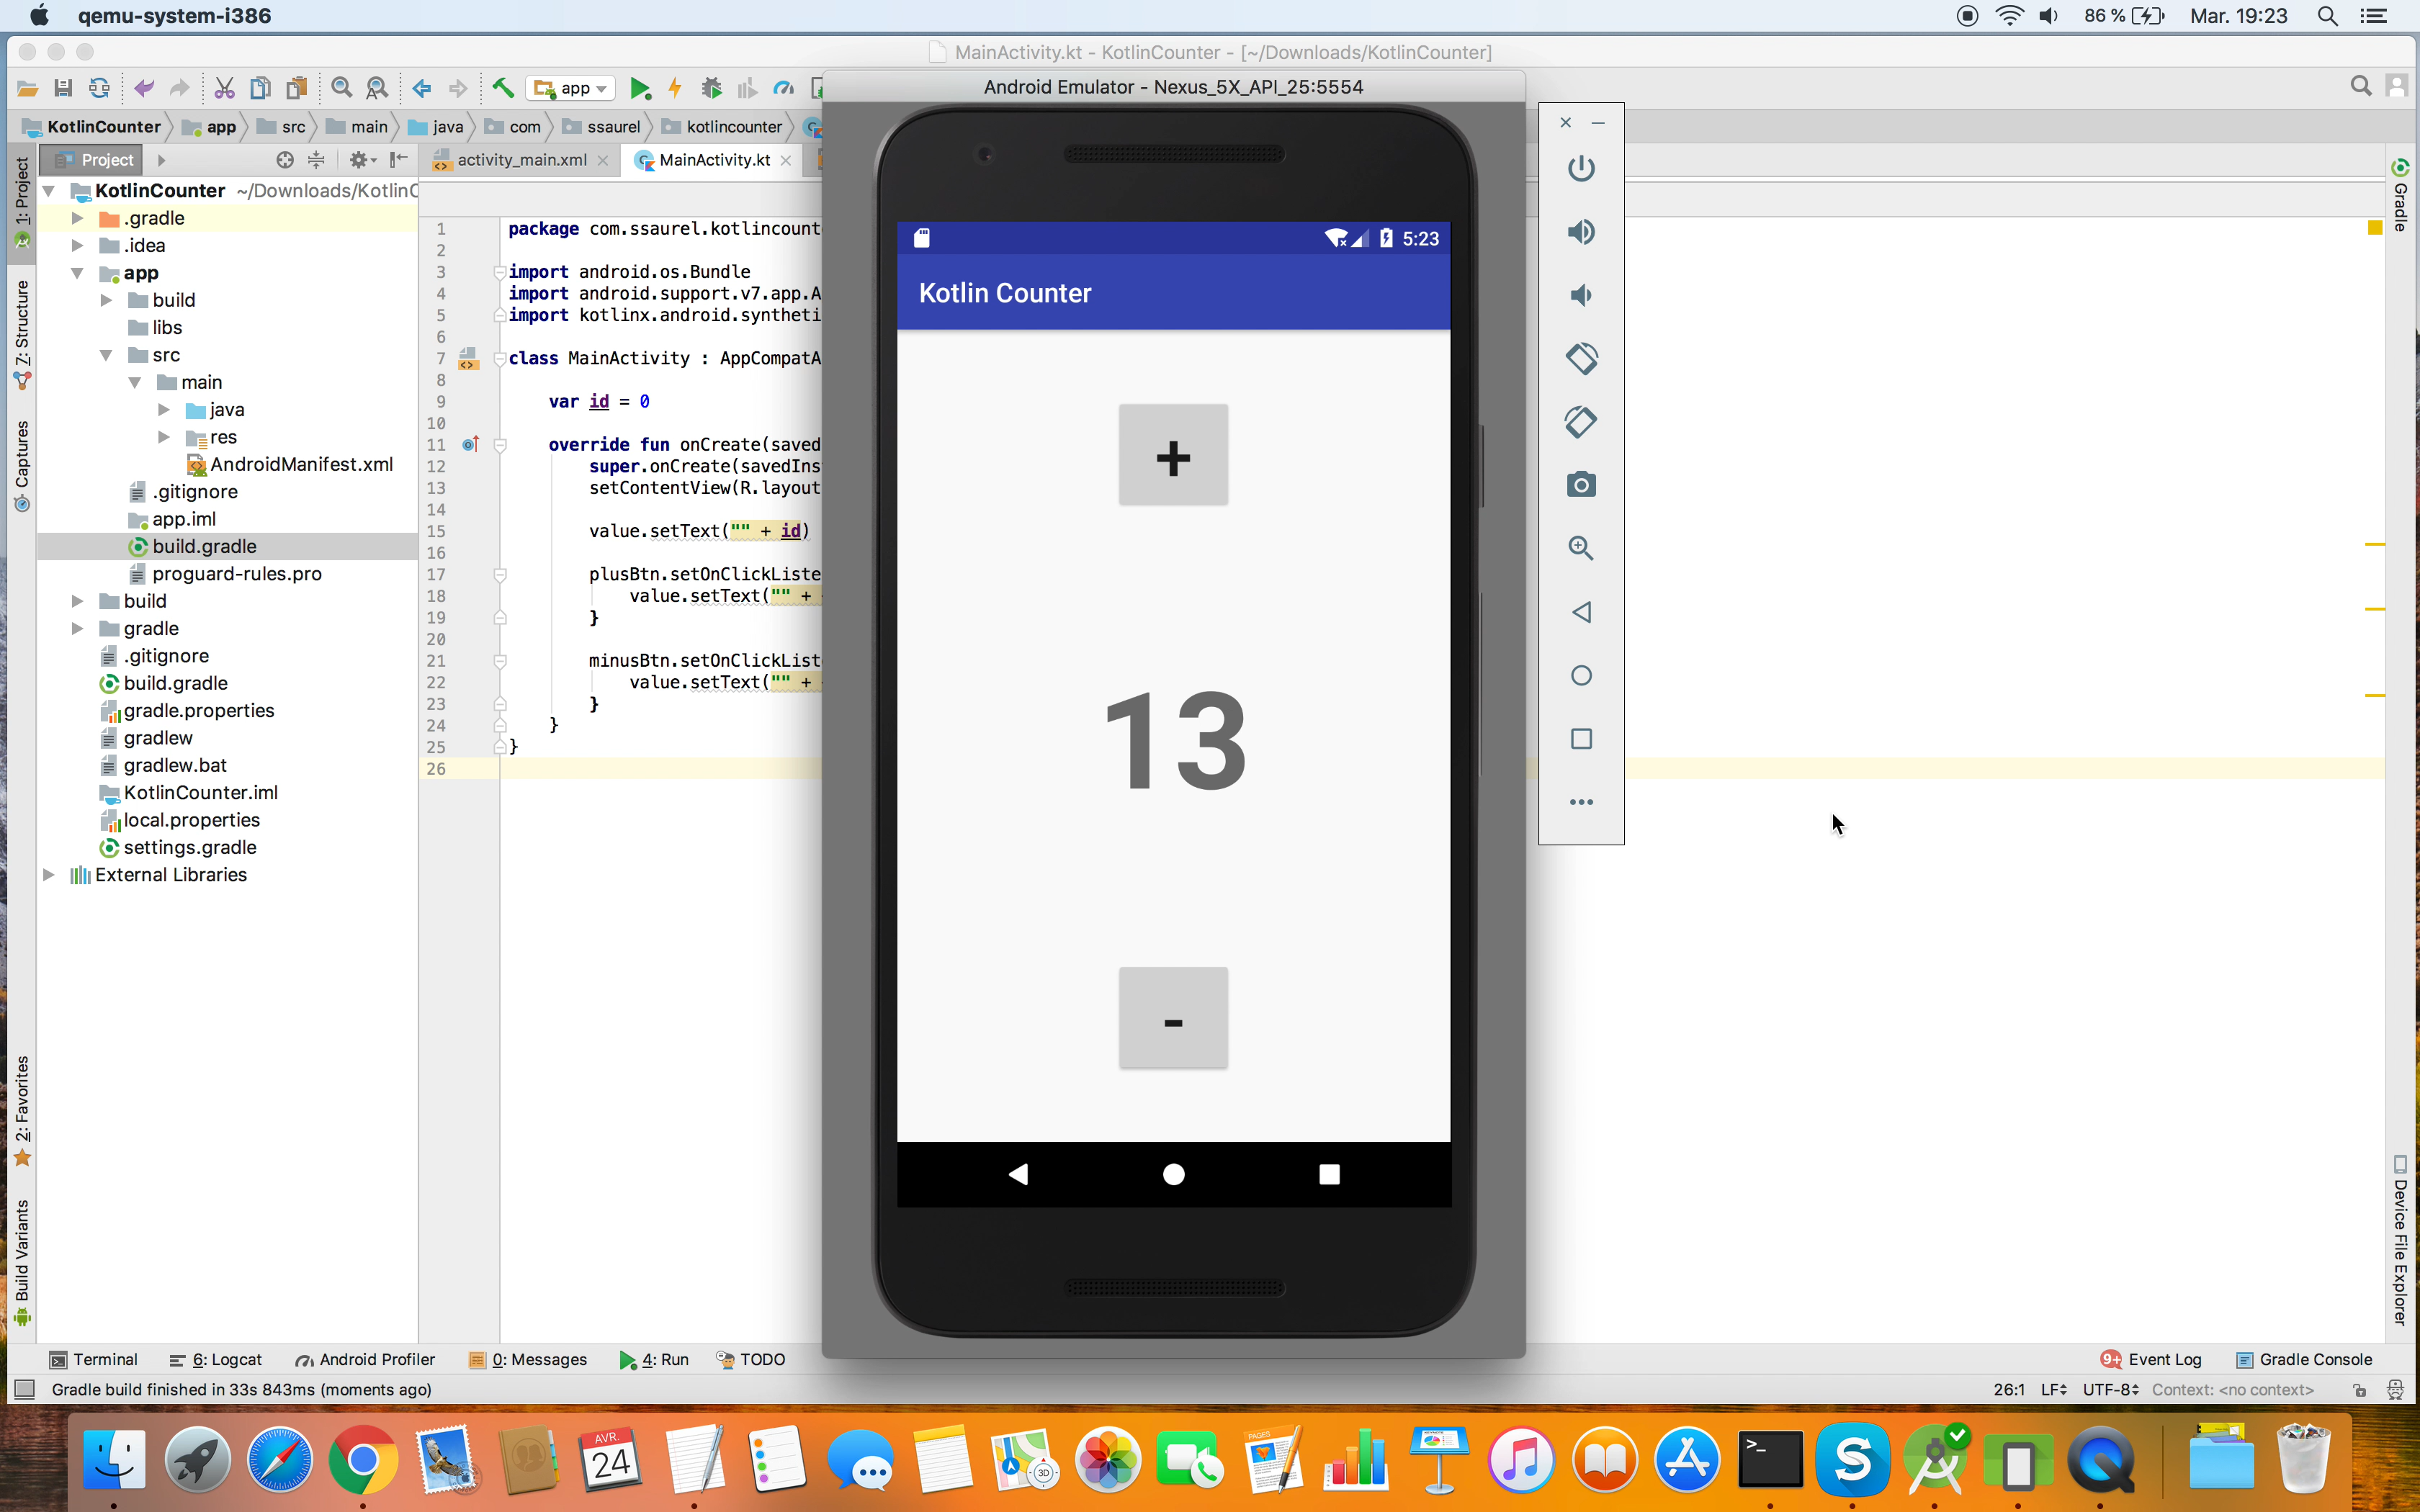 qemu-system-i386
86 %
Mar. 19:23
MainActivity.kt - KotlinCounter - [~/Downloads/KotlinCounter]
app
Android Emulator - Nexus_5X_API_25:5554
KotlinCounter app src main java com ssaurel kotlincounter
Project
activity_main.xml
MainActivity.kt
1: Project
7: Structure
Captures
2: Favorites
Build Variants
KotlinCounter ~/Downloads/KotlinC
.gradle
.idea
app
build
libs
src
main
java
res
AndroidManifest.xml
.gitignore
app.iml
build.gradle
proguard-rules.pro
build
gradle
.gitignore
build.gradle
gradle.properties
gradlew
gradlew.bat
KotlinCounter.iml
local.properties
settings.gradle
External Libraries
1 package com.ssaurel.kotlincount
2
3 import android.os.Bundle
4 import android.support.v7.app.A
5 import kotlinx.android.syntheti
6
7 class MainActivity : AppCompatA
8
9 var id = 0
10
11 override fun onCreate(saved
12 super.onCreate(savedIns
13 setContentView(R.layout
14
15 value.setText("" + id)
16
17 plusBtn.setOnClickListe
18 value.setText("" +
19 }
20
21 minusBtn.setOnClickList
22 value.setText("" +
23 }
24 }
25 }
26
5:23
Kotlin Counter
+
13
-
Gradle
Device File Explorer
Terminal
6: Logcat
Android Profiler
0: Messages
4: Run
TODO
9+ Event Log
Gradle Console
Gradle build finished in 33s 843ms (moments ago)
26:1
LF
UTF-8
Context: <no context>
AVR.
24
3D
PAGES
KEYNOTE
>_